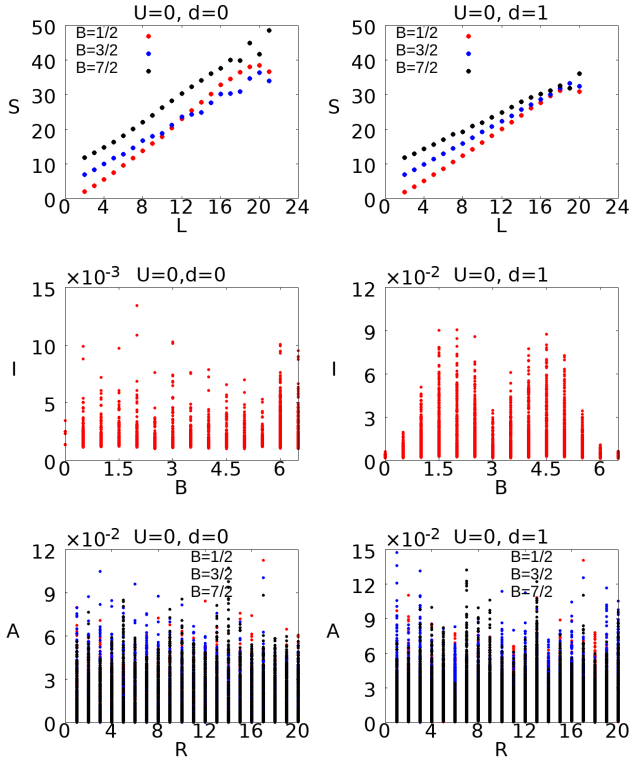 U=0, d=0
B=1/2
B=3/2
B=7/2
S
50
40
30
20
10
0
0 4 8 12 16 20 24
L
U=0, d=1
B=1/2
B=3/2
B=7/2
S
50
40
30
20
10
0
0 4 8 12 16 20 24
L
×10⁻³ U=0,d=0
I
15
10
5
0
0 1.5 3 4.5 6
B
×10⁻² U=0, d=1
I
12
9
6
3
0
0 1.5 3 4.5 6
B
×10⁻² U=0, d=0
B=1/2
B=3/2
B=7/2
A
12
9
6
3
0
0 4 8 12 16 20
R
×10⁻² U=0, d=1
B=1/2
B=3/2
B=7/2
A
15
12
9
6
3
0
0 4 8 12 16 20
R